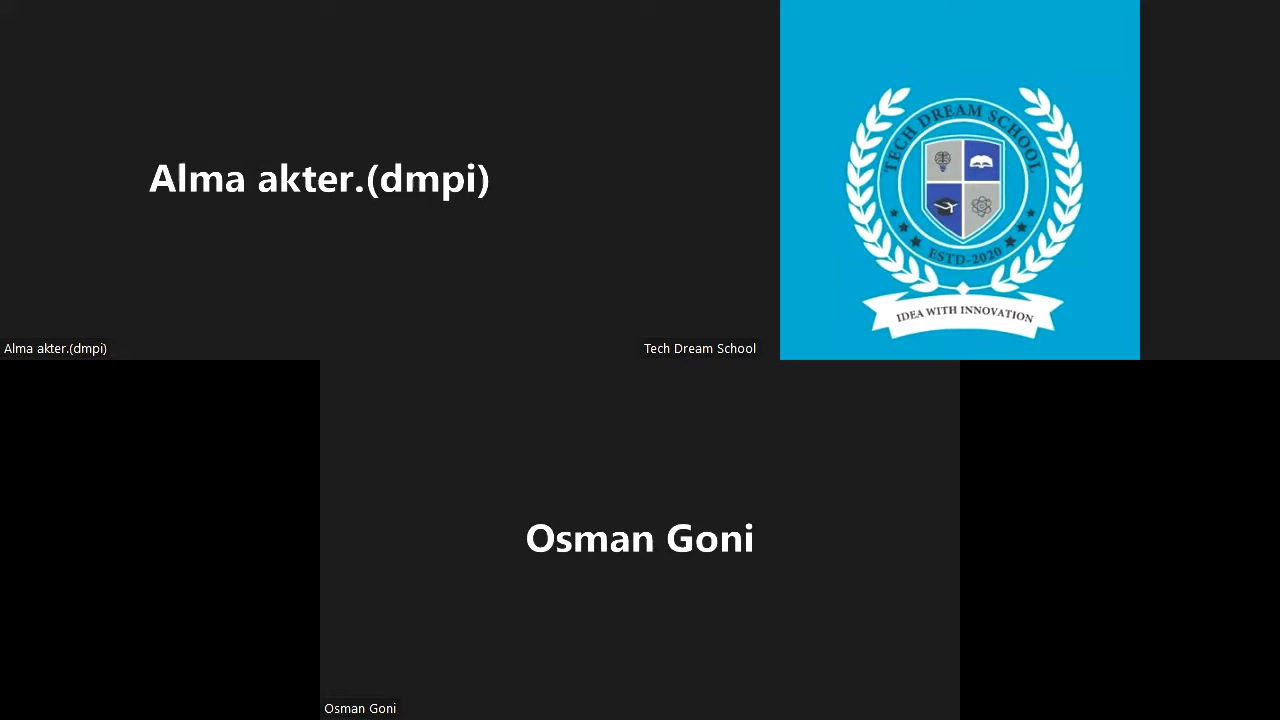 Alma akter.(dmpi)
Alma akter.(dmpi)
TECH DREAM SCHOOL
ESTD-2020
IDEA WITH INNOVATION
Tech Dream School
Osman Goni
Osman Goni